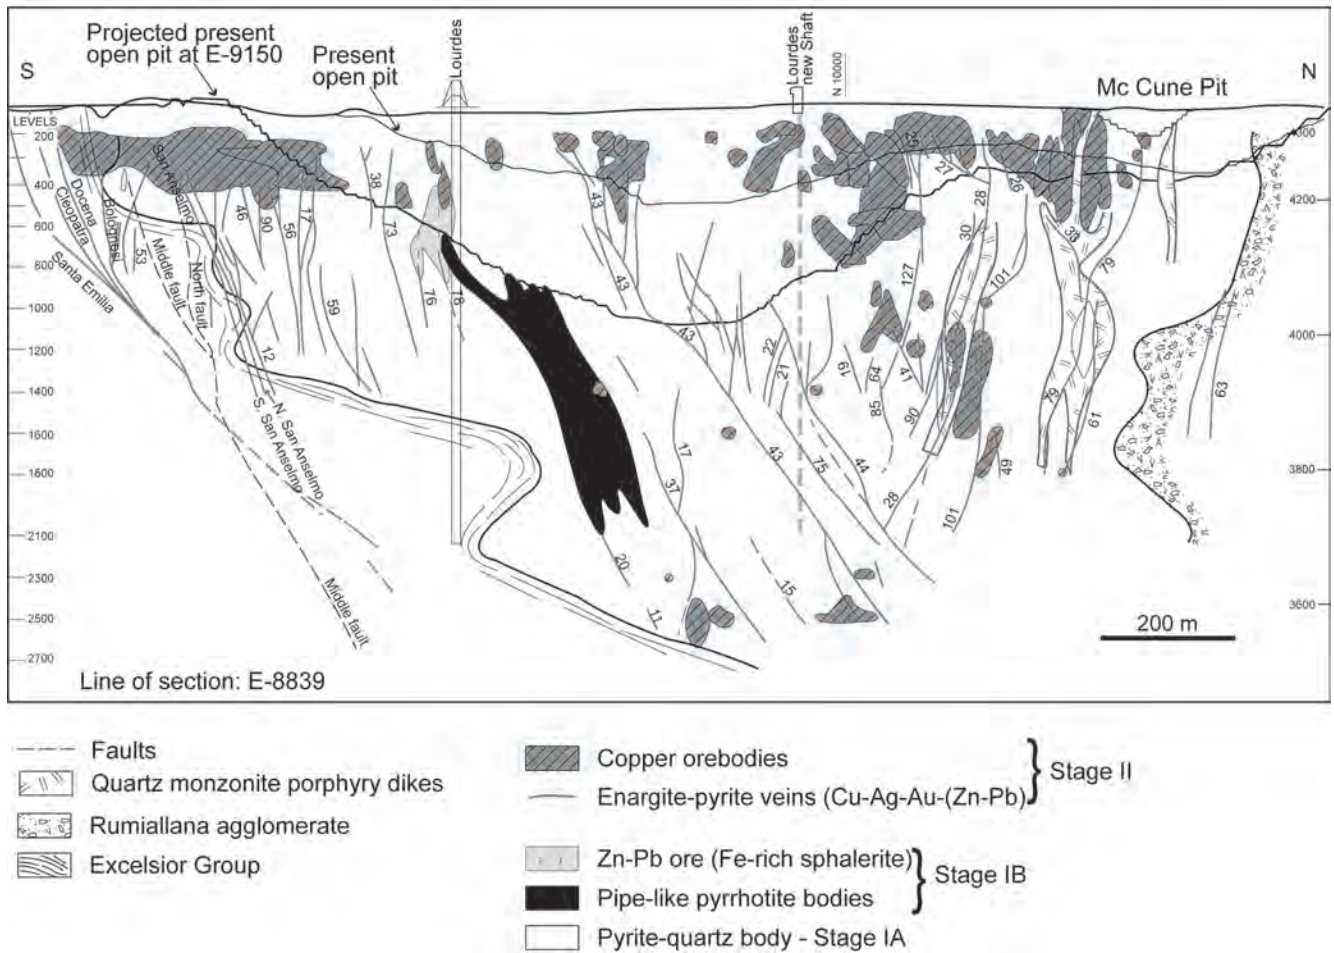 Projected present
open pit at E-9150
Present
open pit
Lourdes
Lourdes
new Shaft
N 10000
Mc Cune Pit
S
N
LEVELS
200
400
600
800
1000
1200
1400
1600
1600
2100
2300
2500
2700
4300
4200
4000
3800
3600
Docena
Cleopatra
Bolognesi
Santa Emilia
San Anselmo
Middle fault
North fault
N. San Anselmo
S. San Anselmo
Middle fault
53
46
90
56
77
38
73
59
12
76
78
43
43
43
43
17
37
20
11
15
22
21
75
44
19
64
85
127
41
90
28
101
49
25
27
28
26
30
101
33
79
79
61
63
200 m
Line of section: E-8839
Faults
Quartz monzonite porphyry dikes
Rumiallana agglomerate
Excelsior Group
Copper orebodies
Enargite-pyrite veins (Cu-Ag-Au-(Zn-Pb)
Stage II
Zn-Pb ore (Fe-rich sphalerite)
Pipe-like pyrrhotite bodies
Stage IB
Pyrite-quartz body - Stage IA